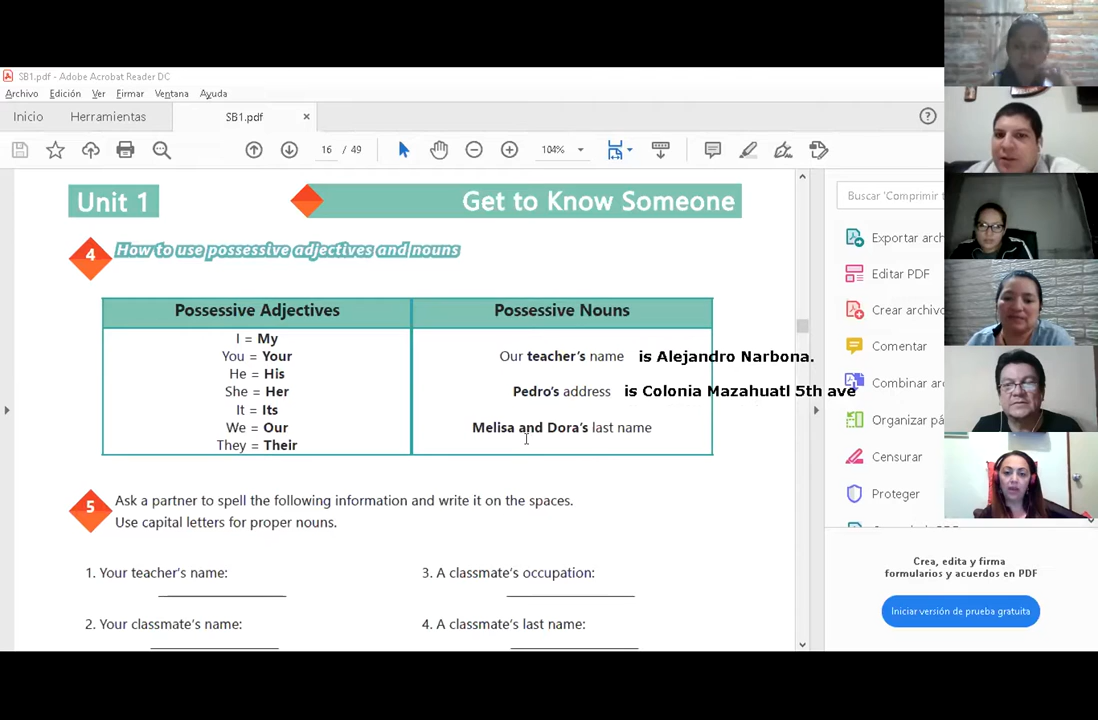 SB1.pdf - Adobe Acrobat Reader DC
Archivo Edición Ver Firmar Ventana Ayuda
Inicio Herramientas SB1.pdf ×
16 / 49 104%
Unit 1 Get to Know Someone
4 How to use possessive adjectives and nouns
Possessive Adjectives Possessive Nouns
I = My
You = Your
He = His
She = Her
It = Its
We = Our
They = Their
Our teacher's name is Alejandro Narbona.
Pedro's address is Colonia Mazahuatl 5th ave
Melisa and Dora's last name
5 Ask a partner to spell the following information and write it on the spaces.
Use capital letters for proper nouns.
1. Your teacher's name:
3. A classmate's occupation:
2. Your classmate's name:
4. A classmate's last name:
Buscar 'Comprimir
Exportar arch
Editar PDF
Crear archivo
Comentar
Combinar arc
Organizar pá
Censurar
Proteger
Crea, edita y firma
formularios y acuerdos en PDF
Iniciar versión de prueba gratuita